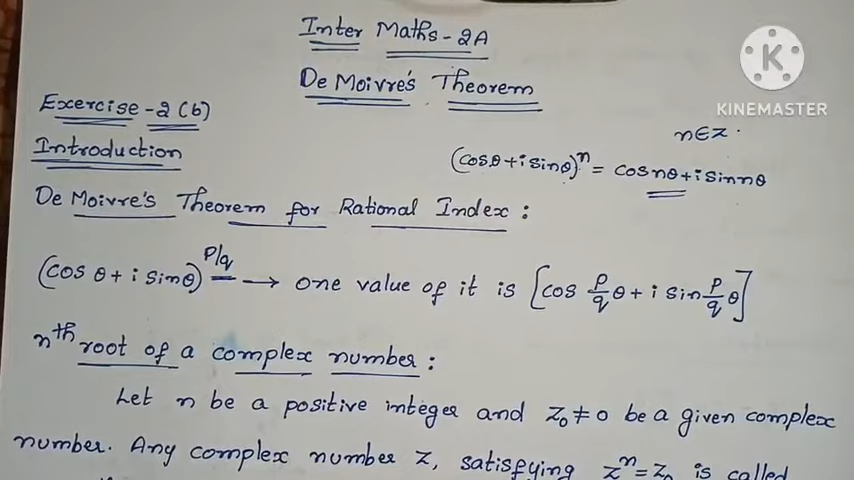 Inter Maths - 2A
De Moivre's Theorem
K
KINEMASTER
Exercise - 2(b)
n∈Z.
Introduction
(cosθ+i sinθ)^n = cosnθ+i sinnθ
De Moivre's Theorem for Rational Index :
(cos θ+ i sinθ)^P/q → one value of it is [cos P/q θ + i sin P/q θ]
n^th root of a complex number :
Let n be a positive integer and Z₀ ≠ 0 be a given complex
number. Any complex number Z, satisfying Z^n = Z₀ is called